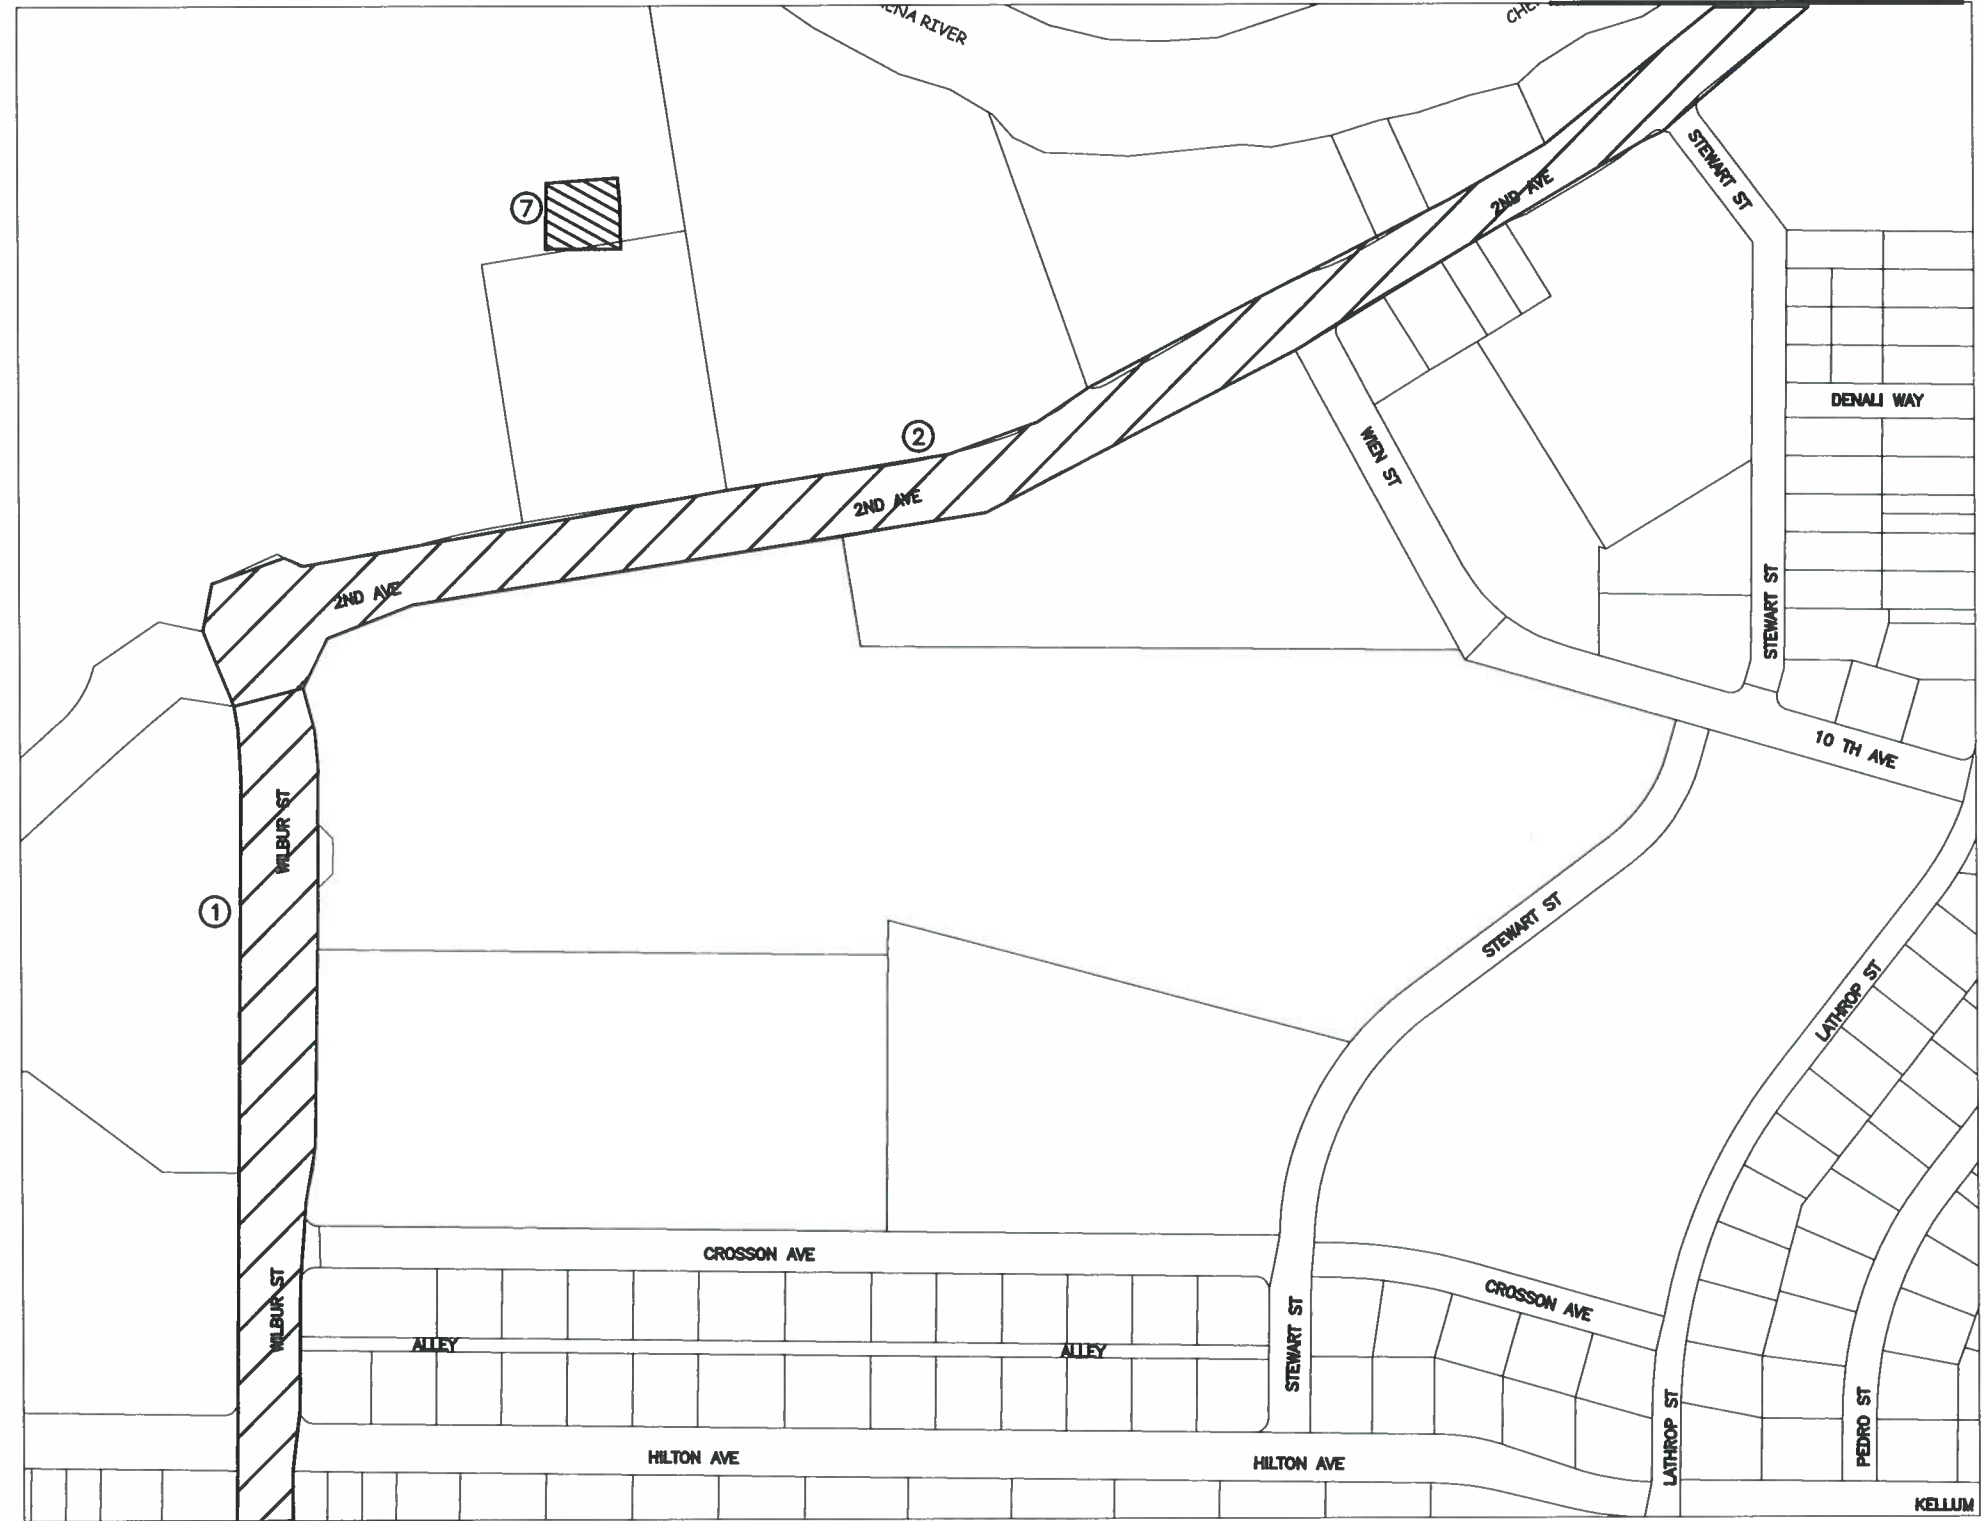 RIVER
2ND AVE
STEWART ST
7
DENALI WAY
2
2ND AVE
WIEN ST
2ND AVE
STEWART ST
10 TH AVE
WILBUR ST
1
STEWART ST
LATHROP ST
CROSSON AVE
CROSSON AVE
WILBUR ST
STEWART ST
ALLEY
ALLEY
LATHROP ST
PEDRO ST
HILTON AVE
HILTON AVE
KELLUM